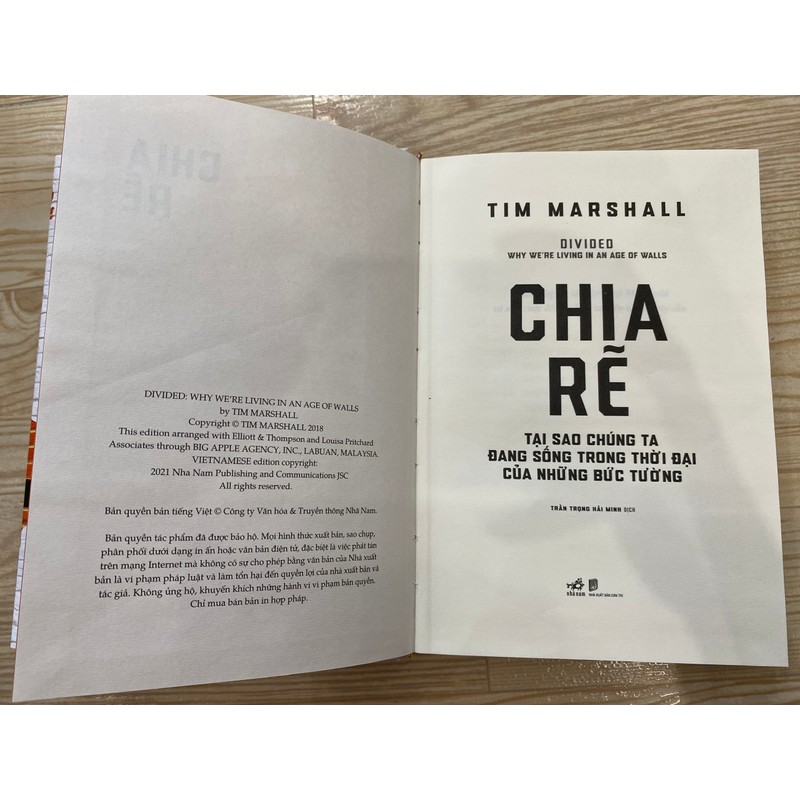 CHIA
RẼ
DIVIDED: WHY WE'RE LIVING IN AN AGE OF WALLS
by TIM MARSHALL
Copyright © TIM MARSHALL 2018
This edition arranged with Elliott & Thompson and Louisa Pritchard
Associates through BIG APPLE AGENCY, INC., LABUAN, MALAYSIA.
VIETNAMESE edition copyright:
2021 Nha Nam Publishing and Communications JSC
All rights reserved.
Bản quyền bản tiếng Việt © Công ty Văn hóa & Truyền thông Nhã Nam.
Bản quyền tác phẩm đã được bảo hộ. Mọi hình thức xuất bản, sao chụp,
phân phối dưới dạng in ấn hoặc văn bản điện tử, đặc biệt là việc phát tán
trên mạng Internet mà không có sự cho phép bằng văn bản của Nhà xuất
bản là vi phạm pháp luật và làm tổn hại đến quyền lợi của nhà xuất bản và
tác giả. Không ủng hộ, khuyến khích những hành vi vi phạm bản quyền.
Chỉ mua bán bản in hợp pháp.
TIM MARSHALL
DIVIDED
WHY WE'RE LIVING IN AN AGE OF WALLS
CHIA
RẼ
TẠI SAO CHÚNG TA
ĐANG SỐNG TRONG THỜI ĐẠI
CỦA NHỮNG BỨC TƯỜNG
TRẦN TRỌNG HẢI MINH DỊCH
nhã nam
NHÀ XUẤT BẢN DÂN TRÍ